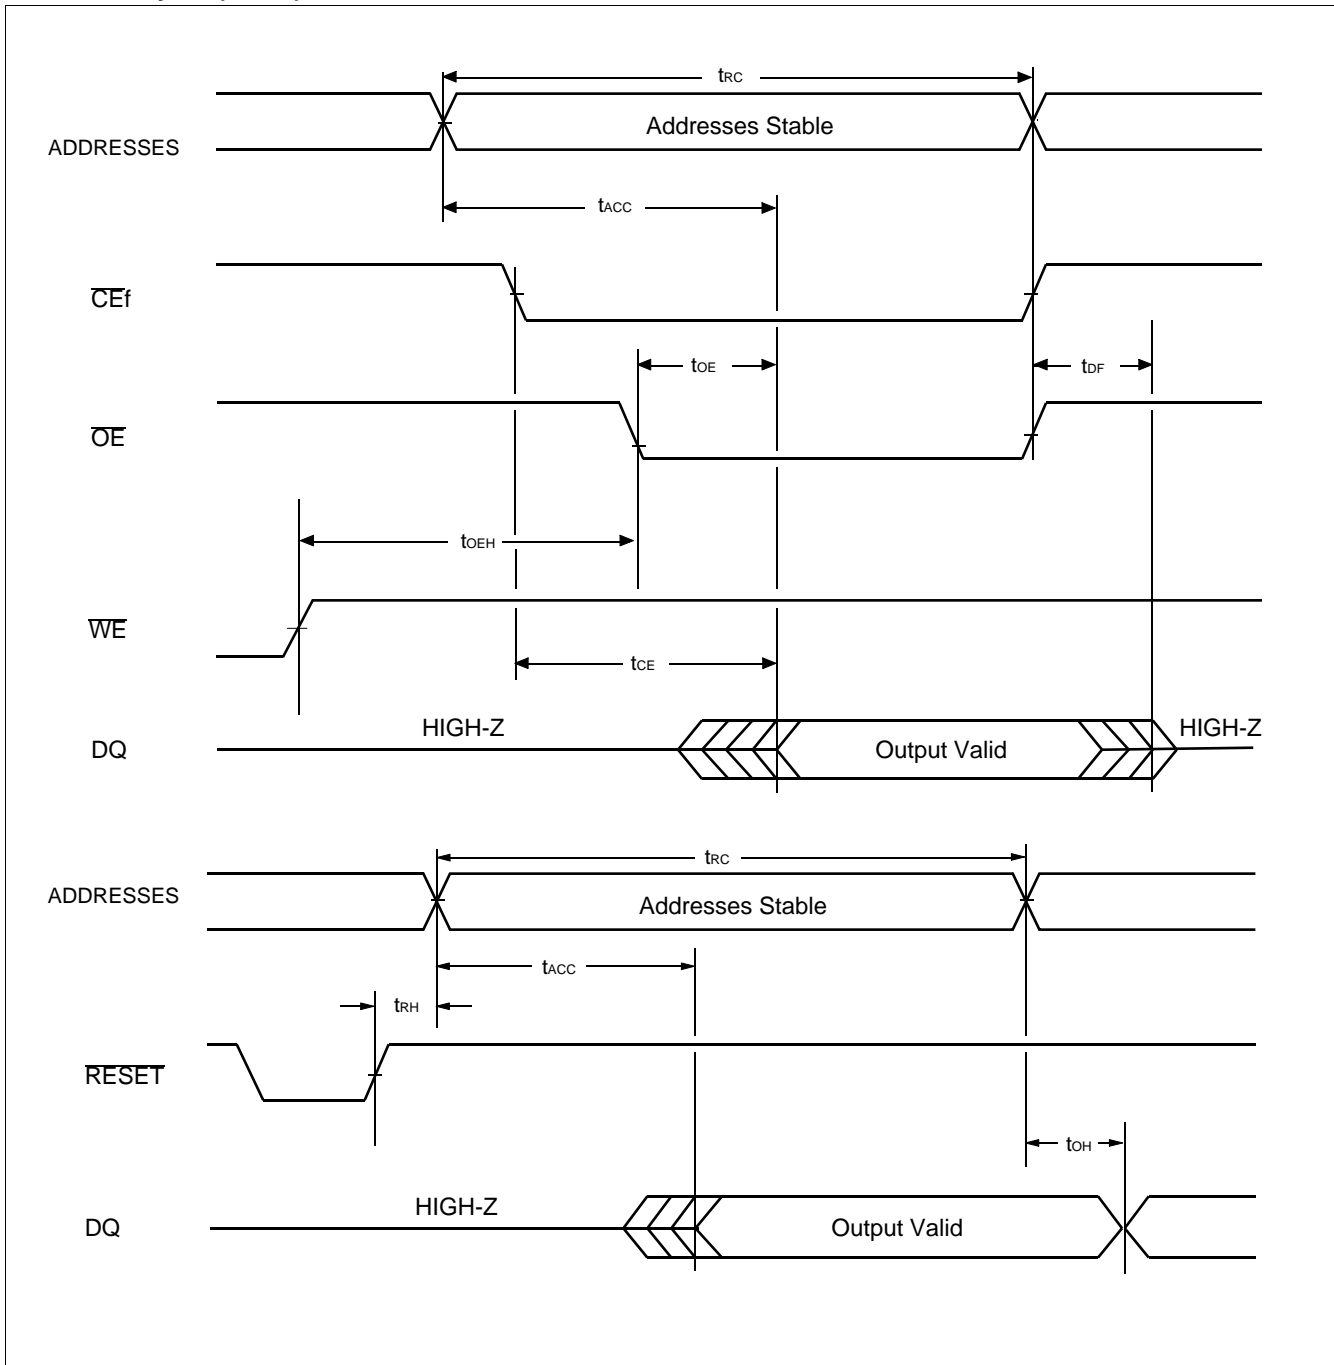 tRC
Addresses Stable
ADDRESSES
tACC
CEf
tOE
tDF
OE
tOEH
WE
tCE
HIGH-Z
HIGH-Z
DQ
Output Valid
tRC
ADDRESSES
Addresses Stable
tACC
tRH
RESET
tOH
HIGH-Z
DQ
Output Valid